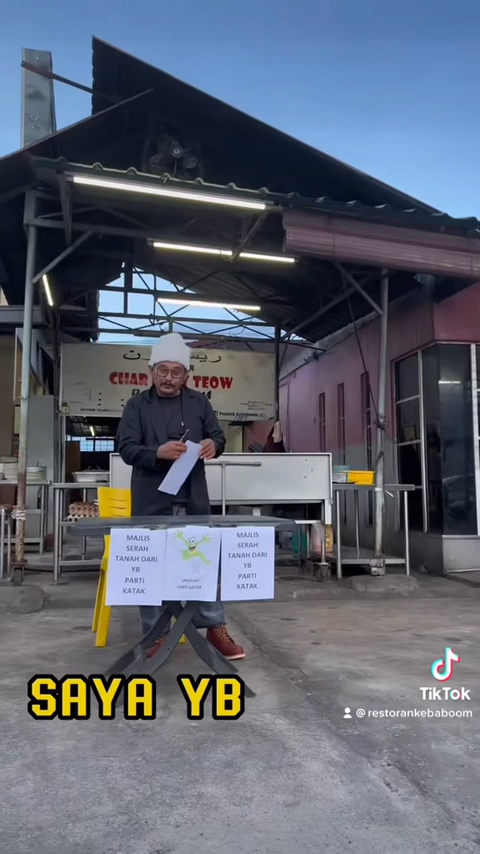 CHAR
TEOW
MAJLIS
SERAH
TANAH DARI
YB
PARTI
KATAK
PARTI KATAK
MAJLIS
SERAH
TANAH DARI
YB
PARTI
KATAK
SAYA YB
TikTok
@restorankebaboom